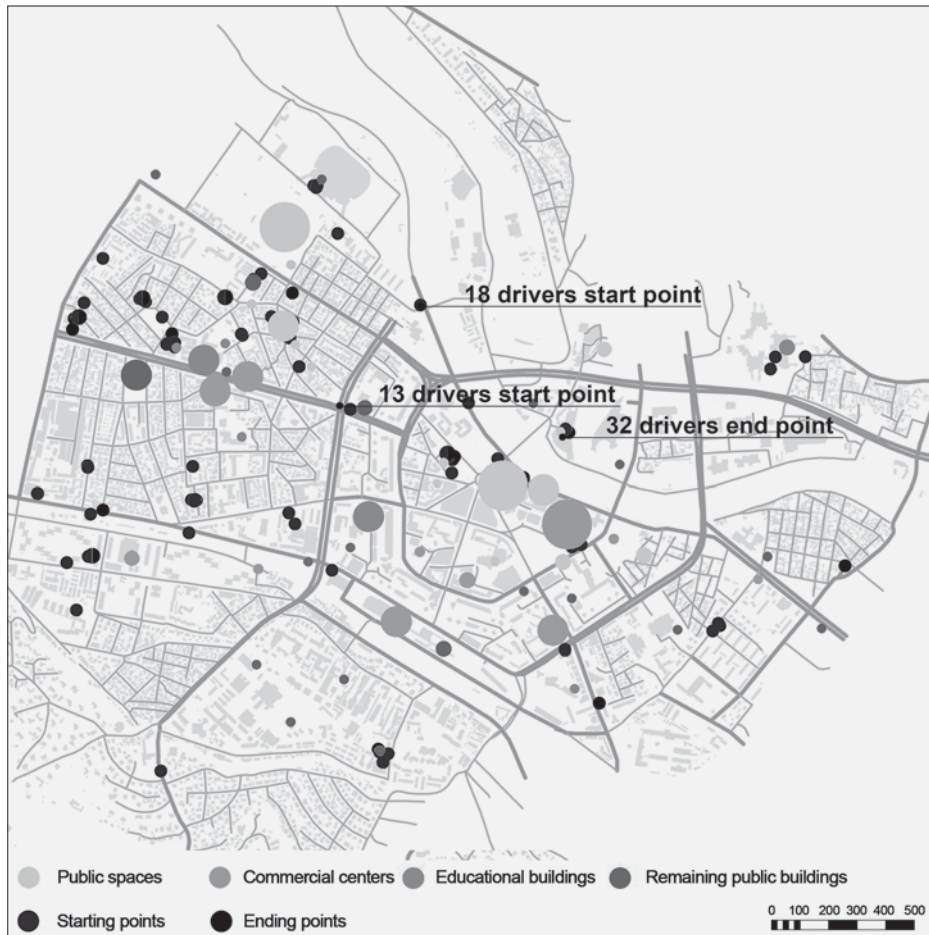 18 drivers start point
13 drivers start point
32 drivers end point
Public spaces
Commercial centers
Educational buildings
Remaining public buildings
Starting points
Ending points
0 100 200 300 400 500